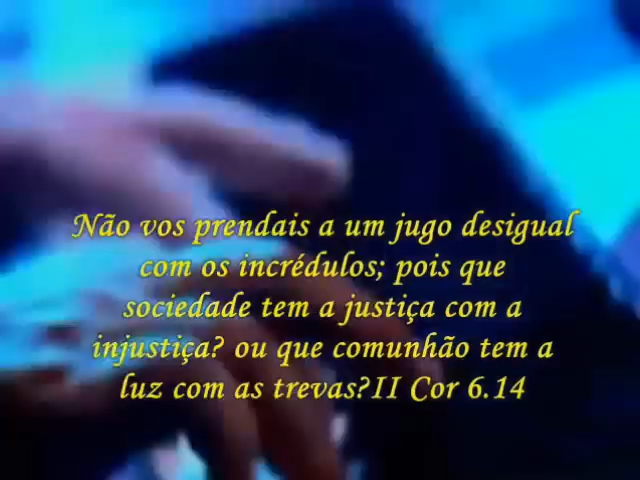 Não vos prendais a um jugo desigual
com os incrédulos; pois que
sociedade tem a justiça com a
injustiça? ou que comunhão tem a
luz com as trevas?II Cor 6.14